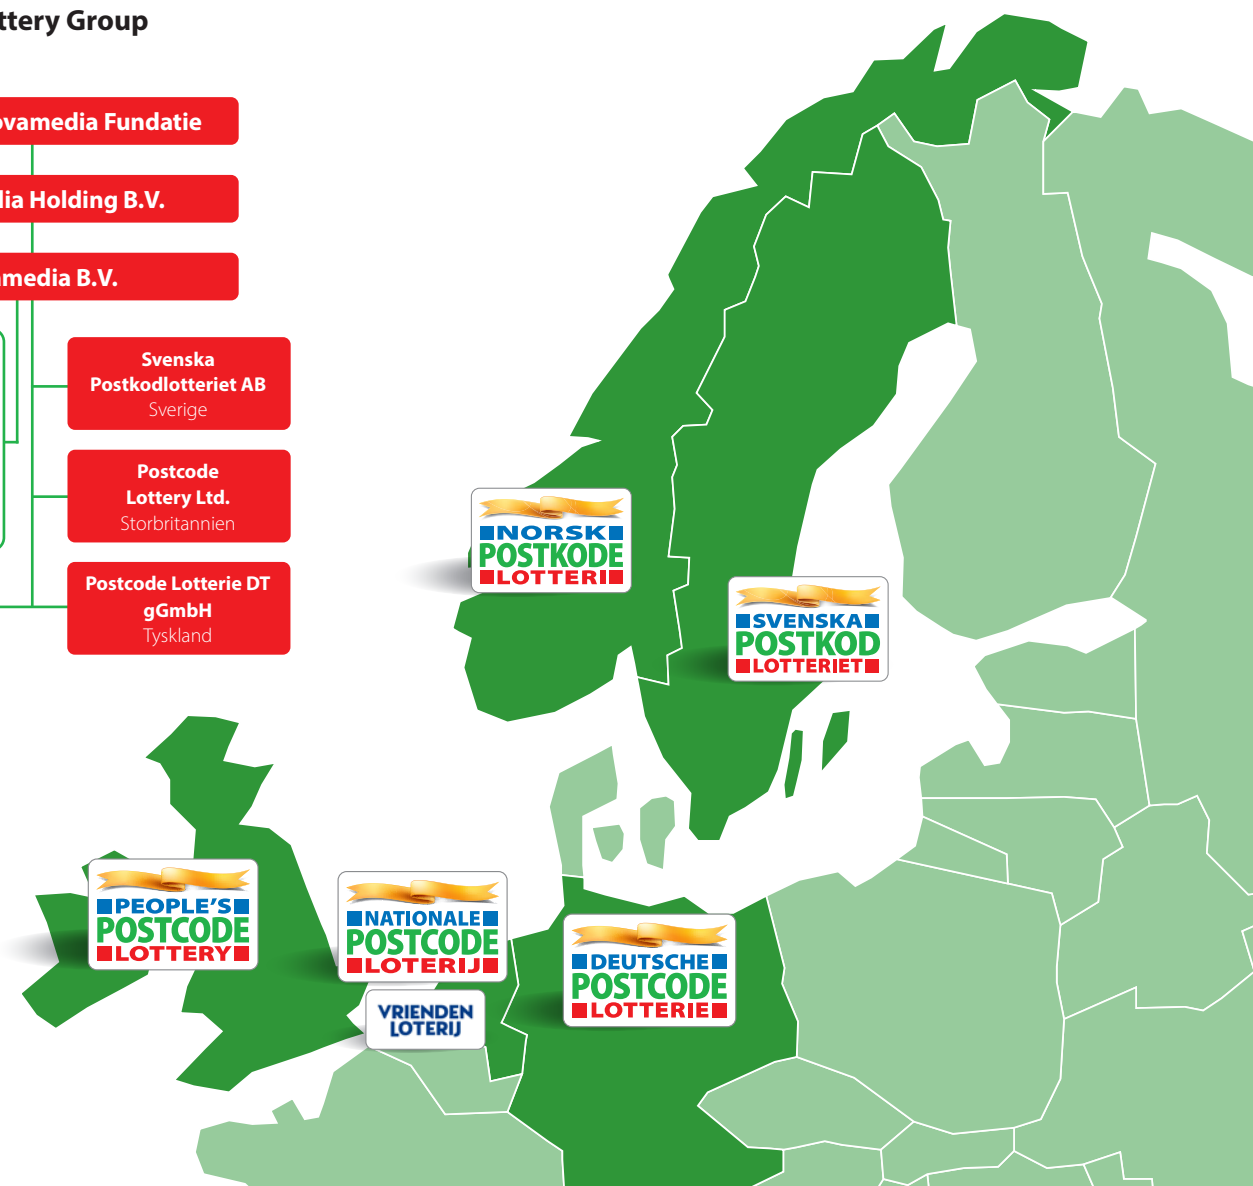 ttery Group
ovamedia Fundatie
dia Holding B.V.
amedia B.V.
Svenska
Postkodlotteriet AB
Sverige
Postcode
Lottery Ltd.
Storbritannien
Postcode Lotterie DT
gGmbH
Tyskland
NORSK
POSTKODE
LOTTERI
SVENSKA
POSTKOD
LOTTERIET
PEOPLE'S
POSTCODE
LOTTERY
NATIONALE
POSTCODE
LOTERIJ
VRIENDEN
LOTERIJ
DEUTSCHE
POSTCODE
LOTTERIE